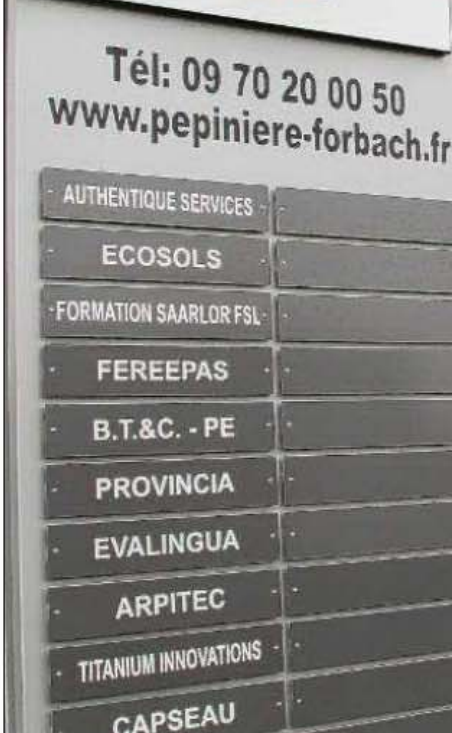 Tél: 09 70 20 00 50
www.pepiniere-forbach.fr
AUTHENTIQUE SERVICES
ECOSOLS
FORMATION SAARLOR FSL
FEREEPAS
B.T.&C. - PE
PROVINCIA
EVALINGUA
ARPITEC
TITANIUM INNOVATIONS
CAPSEAU